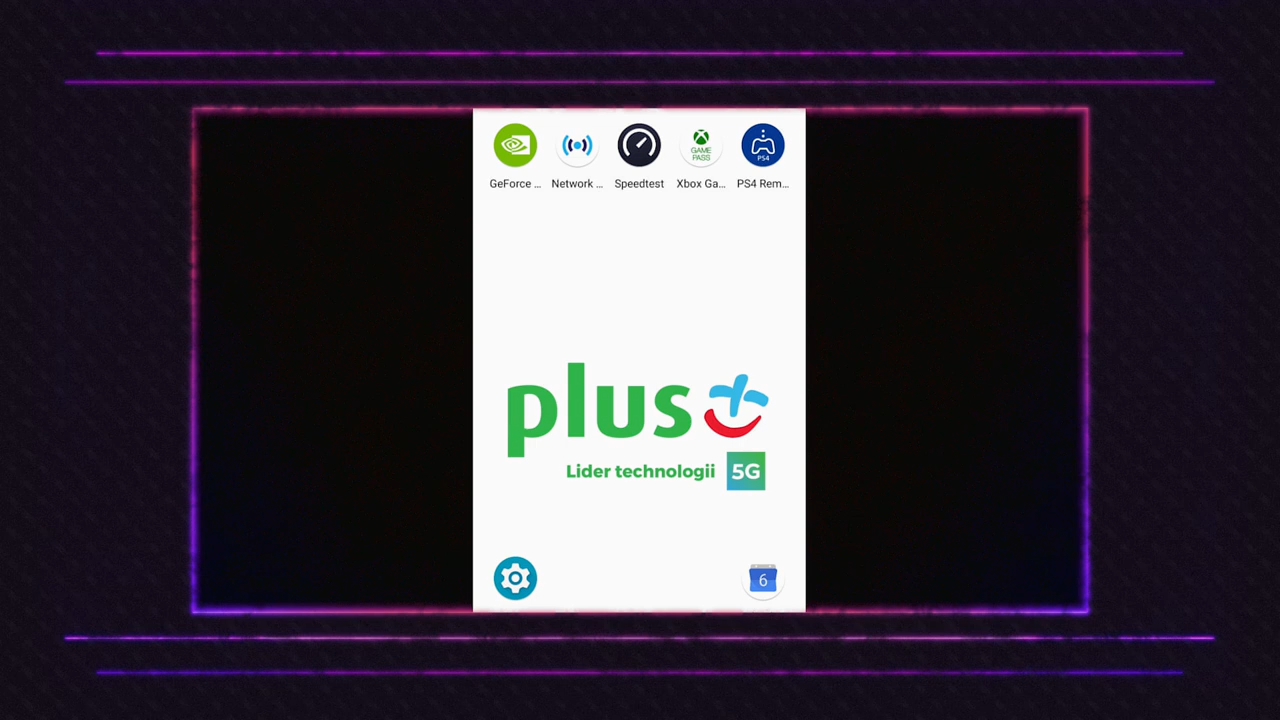 GAME
PASS
PS4
GeForce ...
Network ...
Speedtest
Xbox Ga...
PS4 Rem...
plus
Lider technologii 5G
6